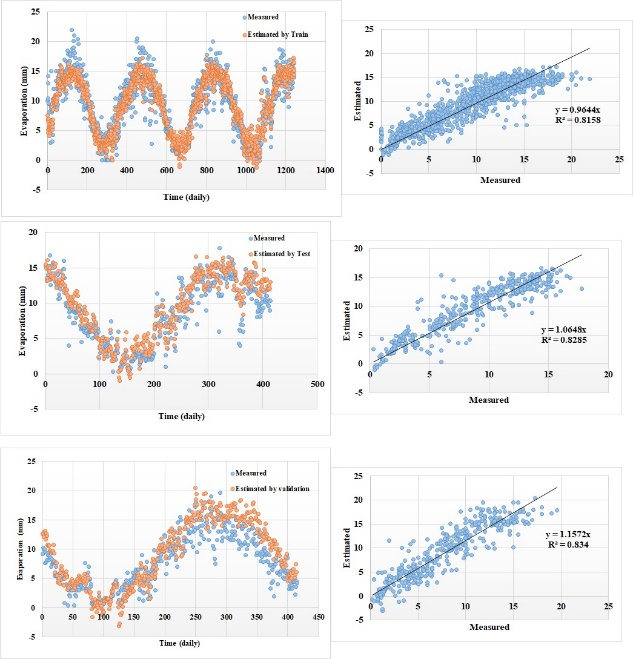 25
20
15
10
5
0
-5
Evaporation (mm)
0 200 400 600 800 1000 1200 1400
Time (daily)
Measured
Estimated by Train
25
20
15
10
5
0
-5
Estimated
0 5 10 15 20 25
Measured
y = 0.9644x
R² = 0.8158
20
15
10
5
0
-5
Evaporation (mm)
0 100 200 300 400 500
Time (daily)
Measured
Estimated by Test
20
15
10
5
0
-5
Estimated
0 5 10 15 20
Measured
y = 1.0648x
R² = 0.8285
25
20
15
10
5
0
-5
Evaporation (mm)
0 50 100 150 200 250 300 350 400 450
Time (daily)
Measured
Estimated by validation
25
20
15
10
5
0
-5
Estimated
0 5 10 15 20 25
Measured
y = 1.1572x
R² = 0.834